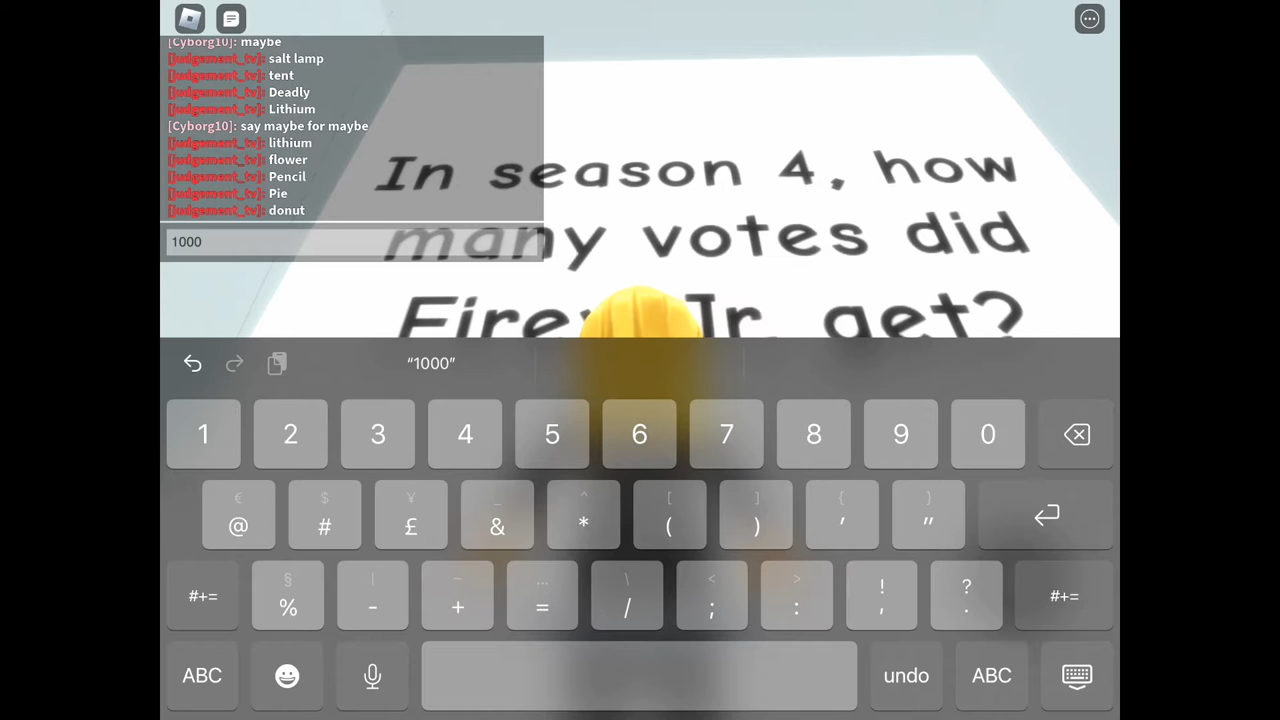 [Cyborg10]: maybe
[judgement_tv]: salt lamp
[judgement_tv]: tent
[judgement_tv]: Deadly
[judgement_tv]: Lithium
[Cyborg10]: say maybe for maybe
[judgement_tv]: lithium
[judgement_tv]: flower
[judgement_tv]: Pencil
[judgement_tv]: Pie
[judgement_tv]: donut
1000
In season 4, how
many votes did
Firey Jr. get?
“1000”
1 2 3 4 5 6 7 8 9 0
€ $ ¥ _ ^ [ ] { }
@ # £ & * ( ) ' "
§ | ~ … \ < > ! ?
#+= % - + = / ; : , . #+=
ABC undo ABC